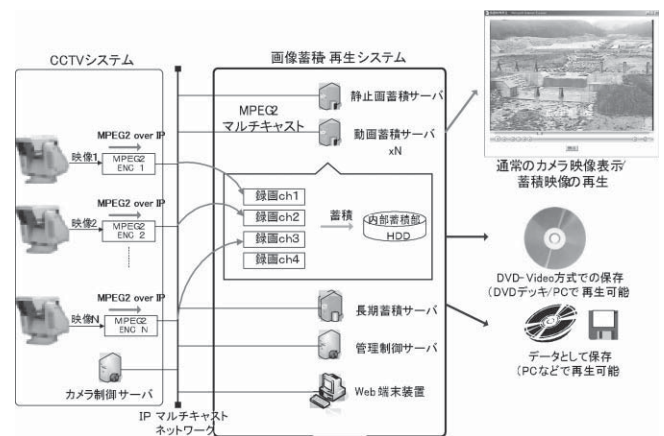 CCTVシステム
画像蓄積・再生システム
MPEG2 over IP
映像1
MPEG2
ENC 1
MPEG2 over IP
映像2
MPEG2
ENC 2
MPEG2 over IP
映像N
MPEG2
ENC N
カメラ制御サーバ
IP マルチキャスト
ネットワーク
静止画蓄積サーバ
MPEG2
マルチキャスト
動画蓄積サーバ
xN
録画ch1
録画ch2
録画ch3
録画ch4
蓄積
内部蓄積部
HDD
長期蓄積サーバ
管理制御サーバ
Web端末装置
通常のカメラ映像表示/
蓄積映像の再生
DVD-Video方式での保存
(DVDデッキ/PCで再生可能
データとして保存
(PCなどで再生可能